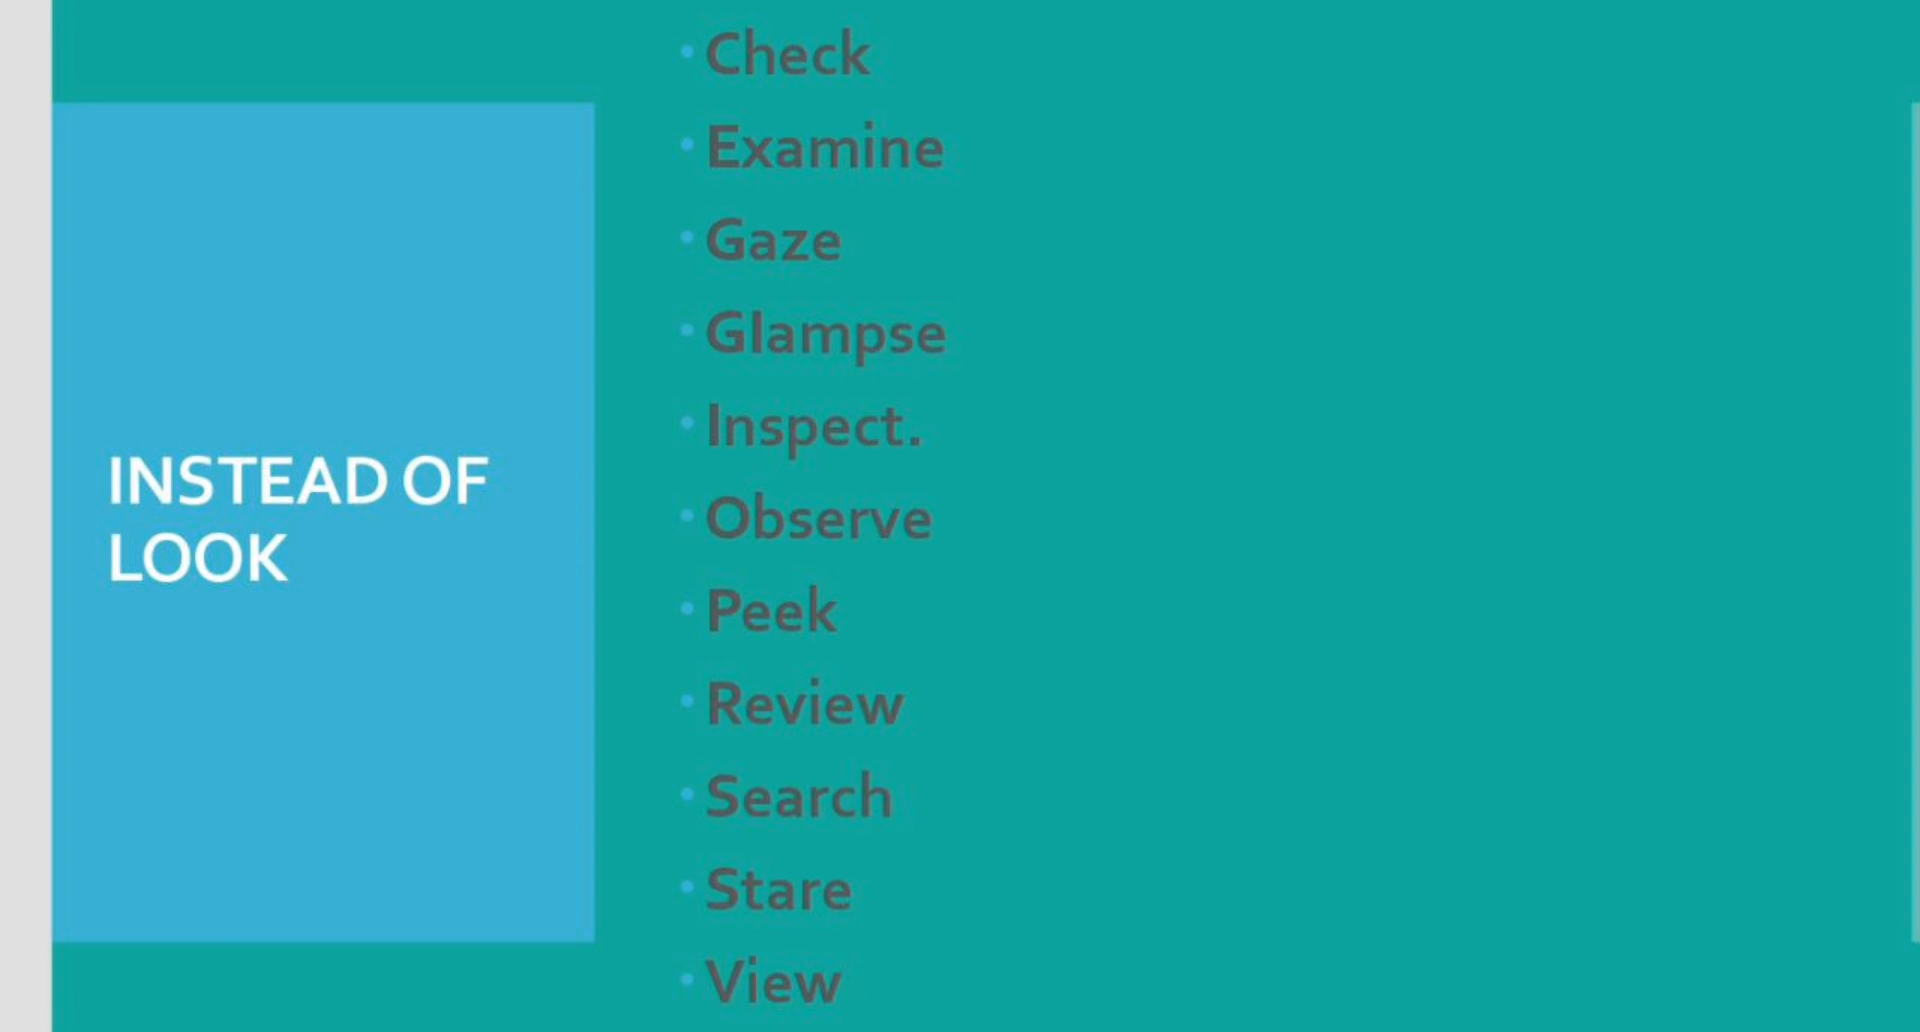 INSTEAD OF
LOOK
• Check
• Examine
• Gaze
• Glampse
• Inspect.
• Observe
• Peek
• Review
• Search
• Stare
• View